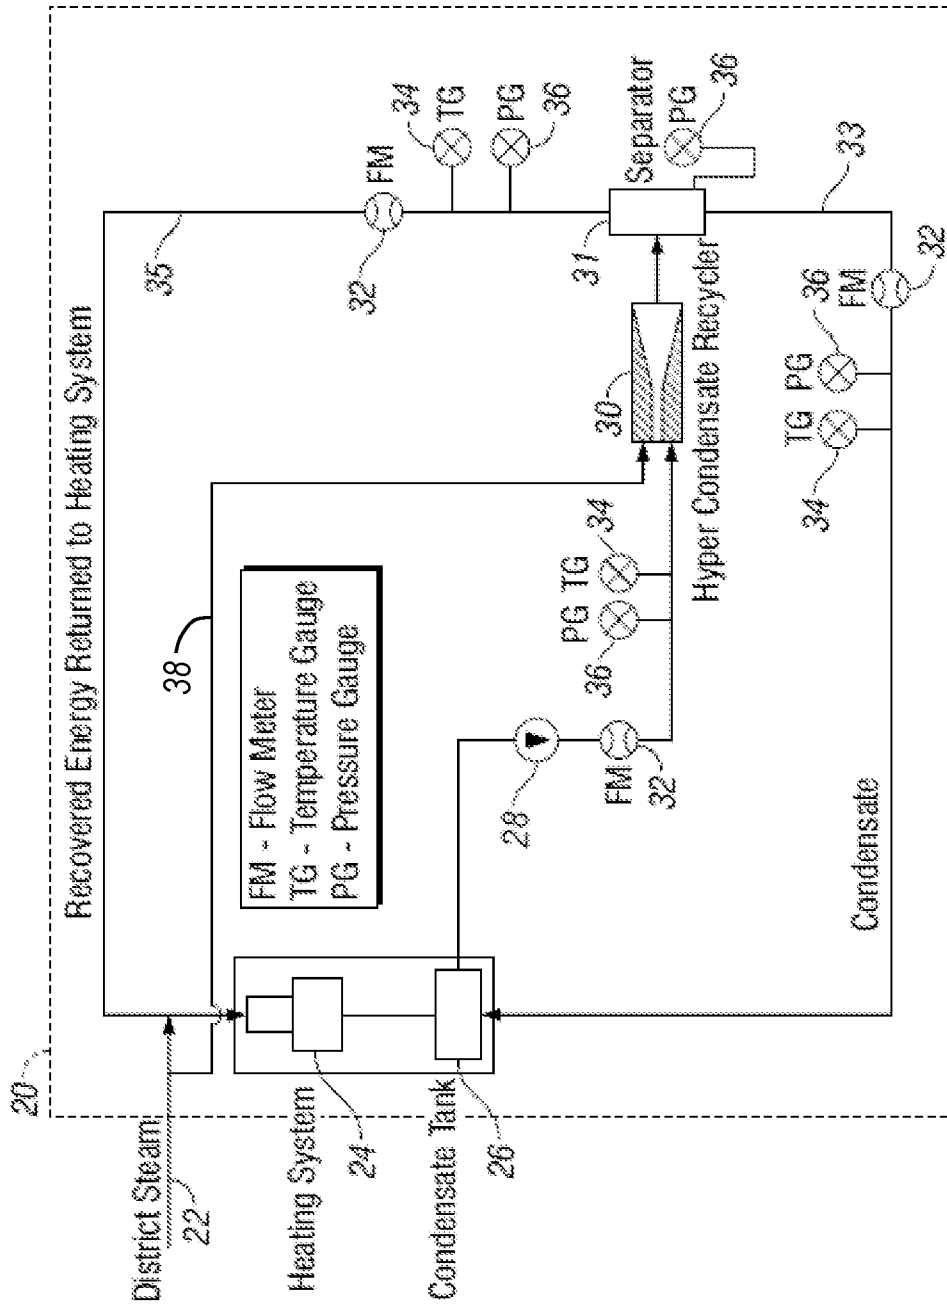 20
Recovered Energy Returned to Heating System
35
38
FM
32
34
TG
PG
36
District Steam
22
FM - Flow Meter
TG - Temperature Gauge
PG - Pressure Gauge
Heating System
24
Condensate Tank
26
28
FM
32
PG
TG
36
34
30
Hyper Condensate Recycler
31
Separator
PG
36
33
Condensate
TG
PG
34
36
FM
32